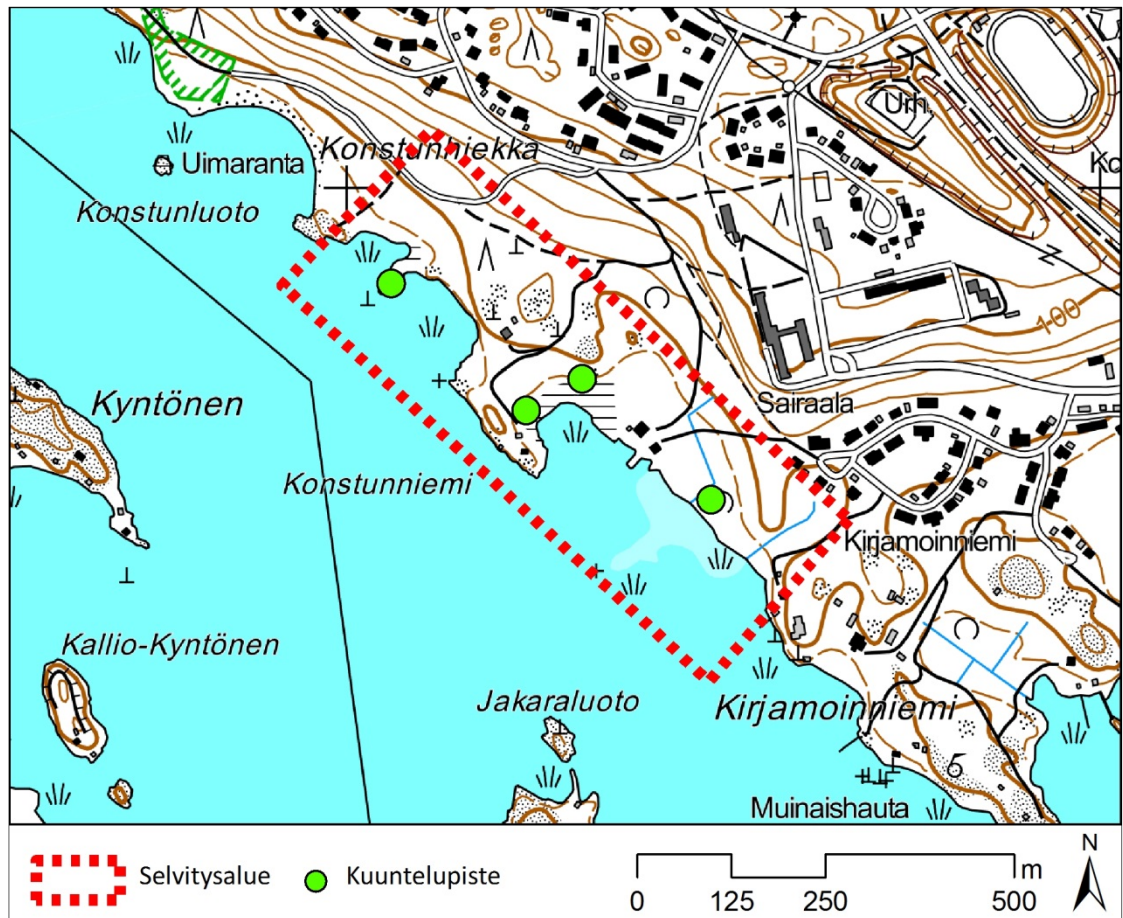 Urh.
Ko
Konstunhiekka
Uimaranta
Konstunluoto
100
Kyntönen
Sairaala
Konstunniemi
Kirjamoinniemi
Kallio-Kyntönen
Jakaraluoto
Kirjamoinniemi
5
Muinaishauta
Selvitysalue
Kuuntelupiste
0 125 250 500
m
N